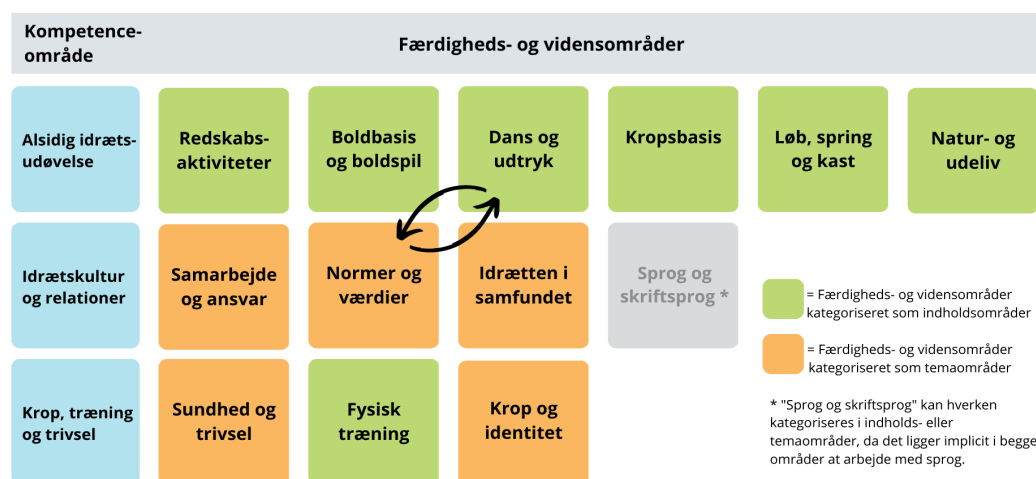 Kompetence-
område
Færdigheds- og vidensområder
Alsidig idræts-
udøvelse
Redskabs-
aktiviteter
Boldbasis
og boldspil
Dans og
udtryk
Kropsbasis
Løb, spring
og kast
Natur- og
udeliv
Idrætskultur
og relationer
Samarbejde
og ansvar
Normer og
værdier
Idrætten i
samfundet
Sprog og
skriftsprog *
= Færdigheds- og vidensområder
kategoriseret som indholdsområder
= Færdigheds- og vidensområder
kategoriseret som temaområder
Krop, træning
og trivsel
Sundhed og
trivsel
Fysisk
træning
Krop og
identitet
* "Sprog og skriftsprog" kan hverken
kategoriseres i indholds- eller
temaområder, da det ligger implicit i begge
områder at arbejde med sprog.